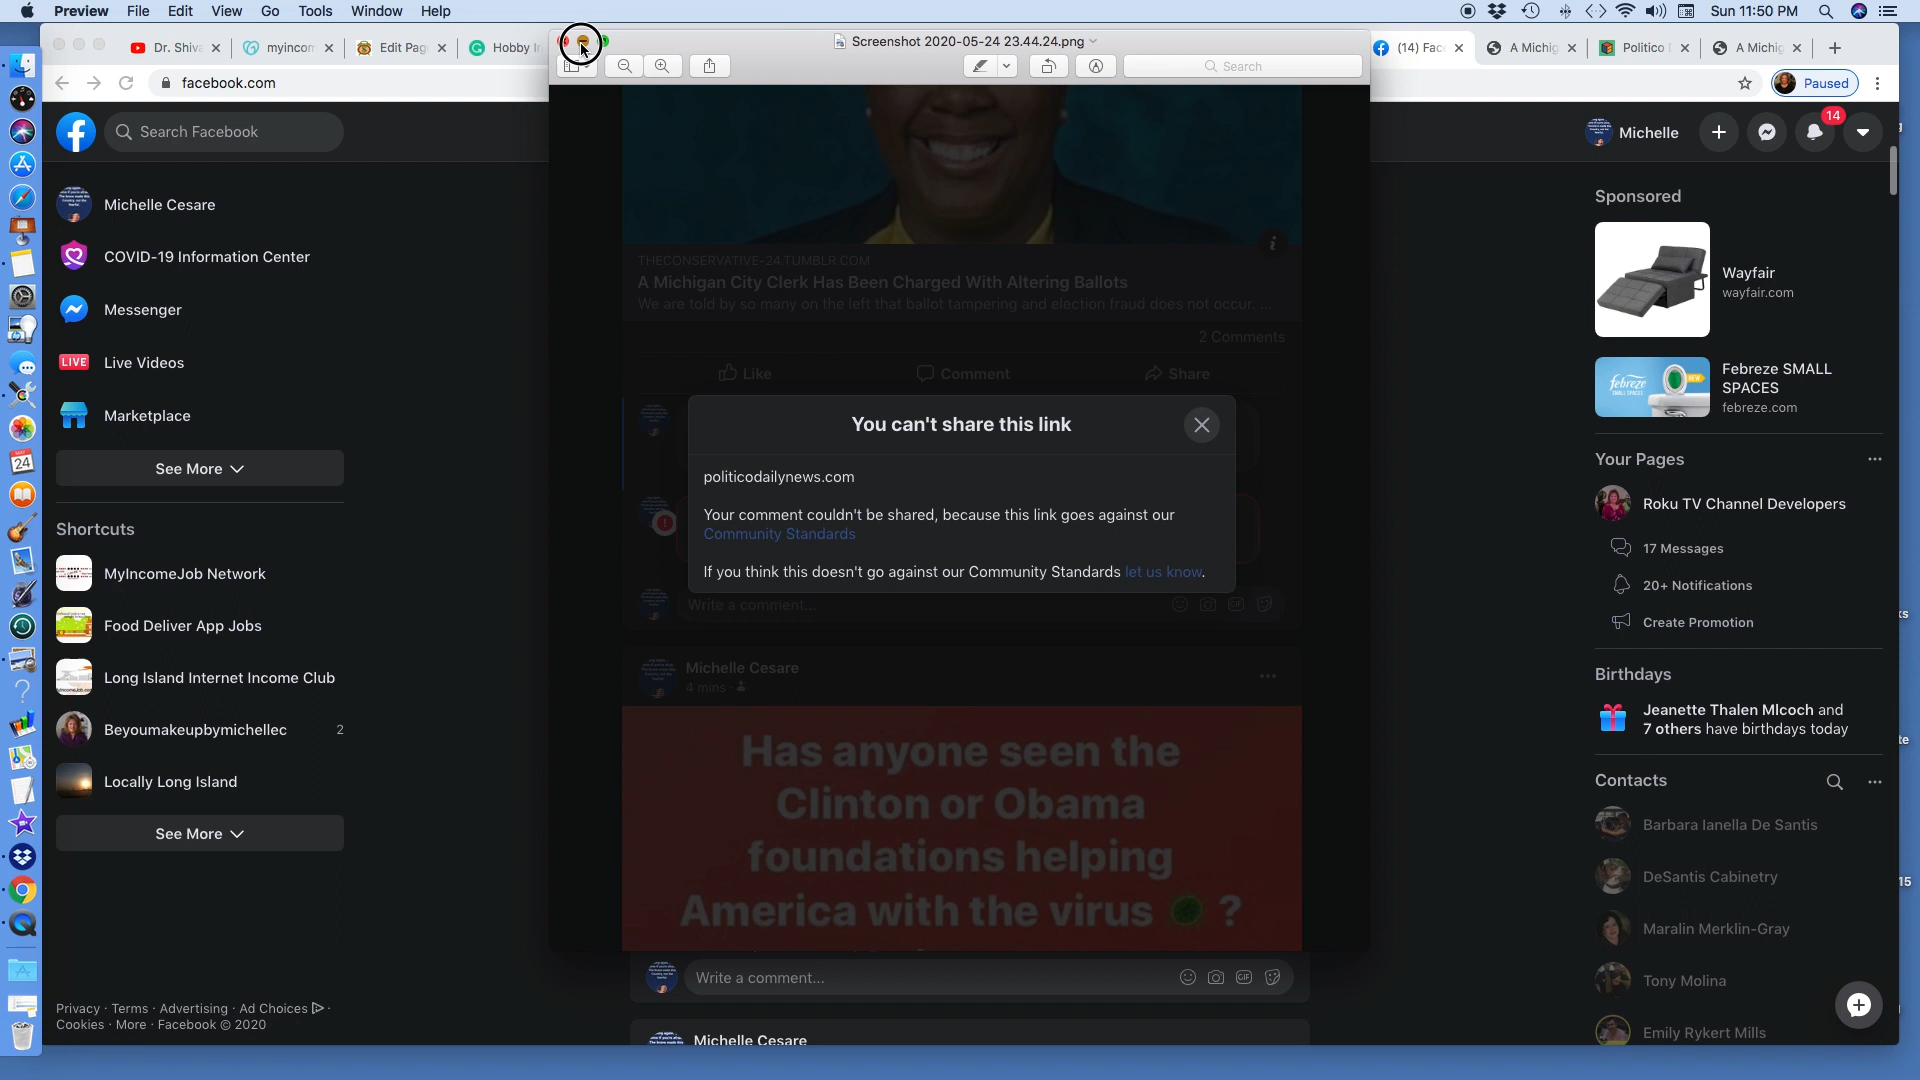 Preview File Edit View Go Tools Window Help
Sun 11:50 PM
Dr. Shiva
myincom
Edit Pag
Hobby In
Screenshot 2020-05-24 23.44.24.png
(14) Fac
A Michig
Politico
A Michig
facebook.com
Search
Paused
Search Facebook
Michelle
14
Michelle Cesare
COVID-19 Information Center
Messenger
LIVE Live Videos
Marketplace
See More
Shortcuts
MyIncomeJob Network
Food Deliver App Jobs
Long Island Internet Income Club
Beyoumakeupbymichellec 2
Locally Long Island
See More
Privacy · Terms · Advertising · Ad Choices ·
Cookies · More · Facebook © 2020
THECONSERVATIVE-24.TUMBLR.COM
A Michigan City Clerk Has Been Charged With Altering Ballots
We are told by so many on the left that ballot tampering and election fraud does not occur. ...
2 Comments
Like Comment Share
You can't share this link
politicodailynews.com
Your comment couldn't be shared, because this link goes against our
Community Standards
If you think this doesn't go against our Community Standards let us know.
Write a comment...
GIF
Michelle Cesare
4 mins ·
Has anyone seen the
Clinton or Obama
foundations helping
America with the virus ?
Write a comment...
GIF
Michelle Cesare
Sponsored
Wayfair
wayfair.com
febreze
NEW
SMALL SPACES
Febreze SMALL
SPACES
febreze.com
Your Pages
Roku TV Channel Developers
17 Messages
20+ Notifications
Create Promotion
Birthdays
Jeanette Thalen Mlcoch and
7 others have birthdays today
Contacts
Barbara Ianella De Santis
DeSantis Cabinetry
Maralin Merklin-Gray
Tony Molina
Emily Rykert Mills
24
15